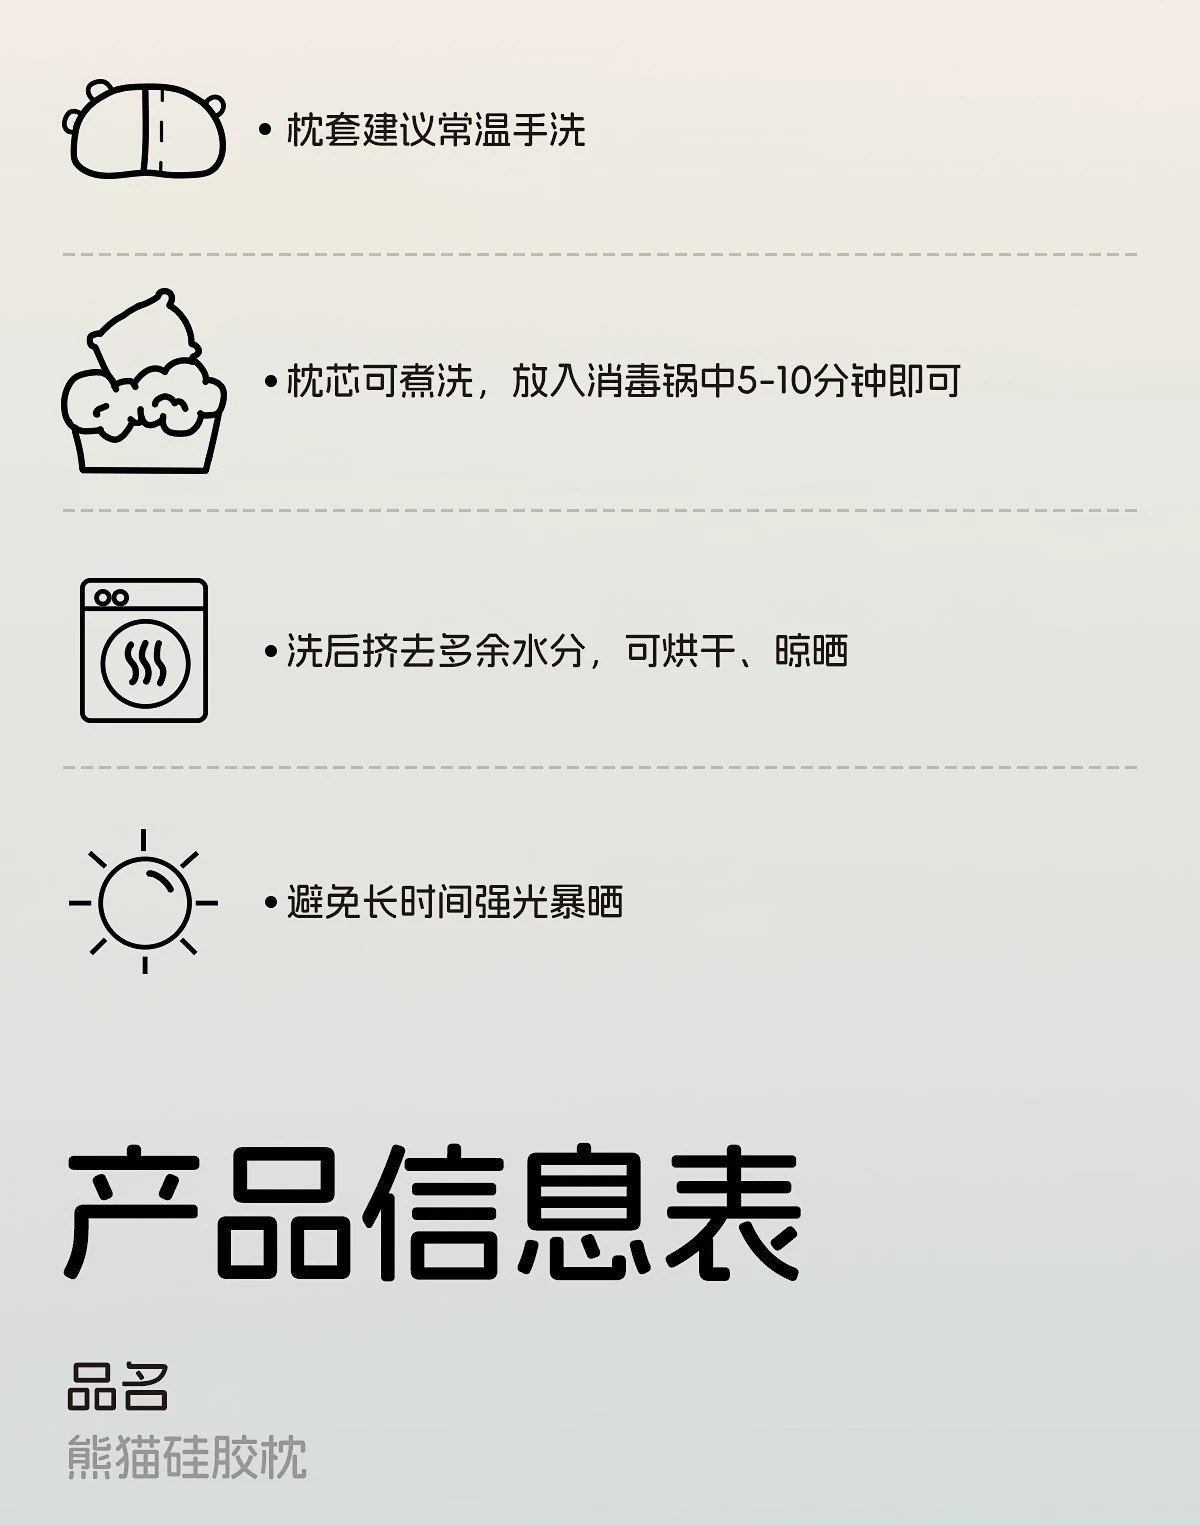 • 枕套建议常温手洗
• 枕芯可煮洗，放入消毒锅中5-10分钟即可
• 洗后挤去多余水分，可烘干、晾晒
• 避免长时间强光暴晒
产品信息表
品名
熊猫硅胶枕